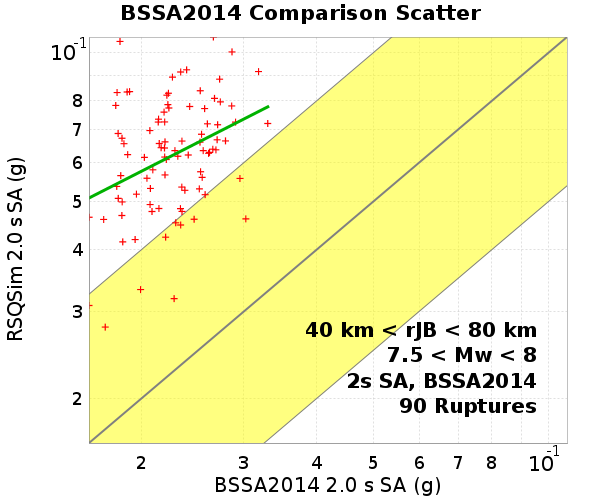 BSSA2014 Comparison Scatter
RSQSim 2.0 s SA (g)
10-1
8
7
6
5
4
3
2
40 km < rJB < 80 km
7.5 < Mw < 8
2s SA, BSSA2014
90 Ruptures
2 3 4 5 6 7 8 10-1
BSSA2014 2.0 s SA (g)